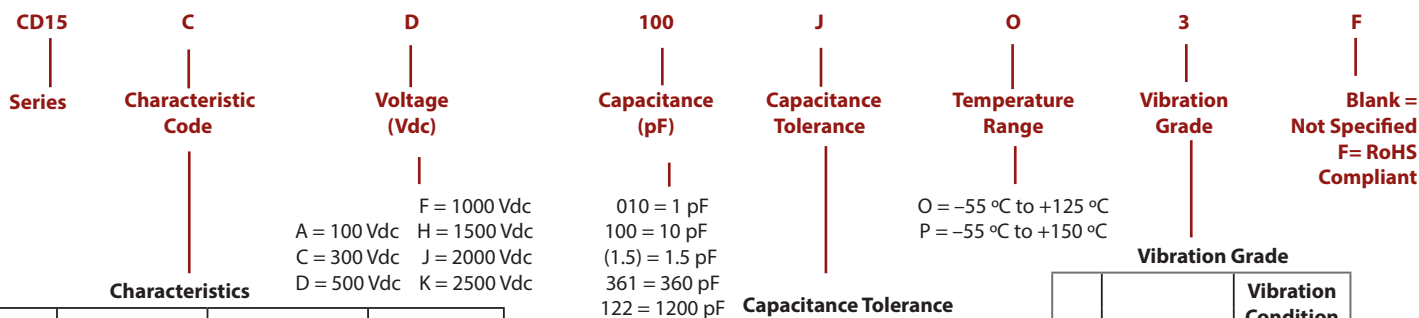 CD15 C D 100 J O 3 F
Series
Characteristic
Code
Voltage
(Vdc)
Capacitance
(pF)
Capacitance
Tolerance
Temperature
Range
Vibration
Grade
Blank =
Not Specified
F= RoHS
Compliant
F = 1000 Vdc
A = 100 Vdc H = 1500 Vdc
C = 300 Vdc J = 2000 Vdc
D = 500 Vdc K = 2500 Vdc
010 = 1 pF
100 = 10 pF
(1.5) = 1.5 pF
361 = 360 pF
122 = 1200 pF
O = –55 ºC to +125 ºC
P = –55 ºC to +150 ºC
Characteristics
Capacitance Tolerance
Vibration Grade
Vibration
Condition